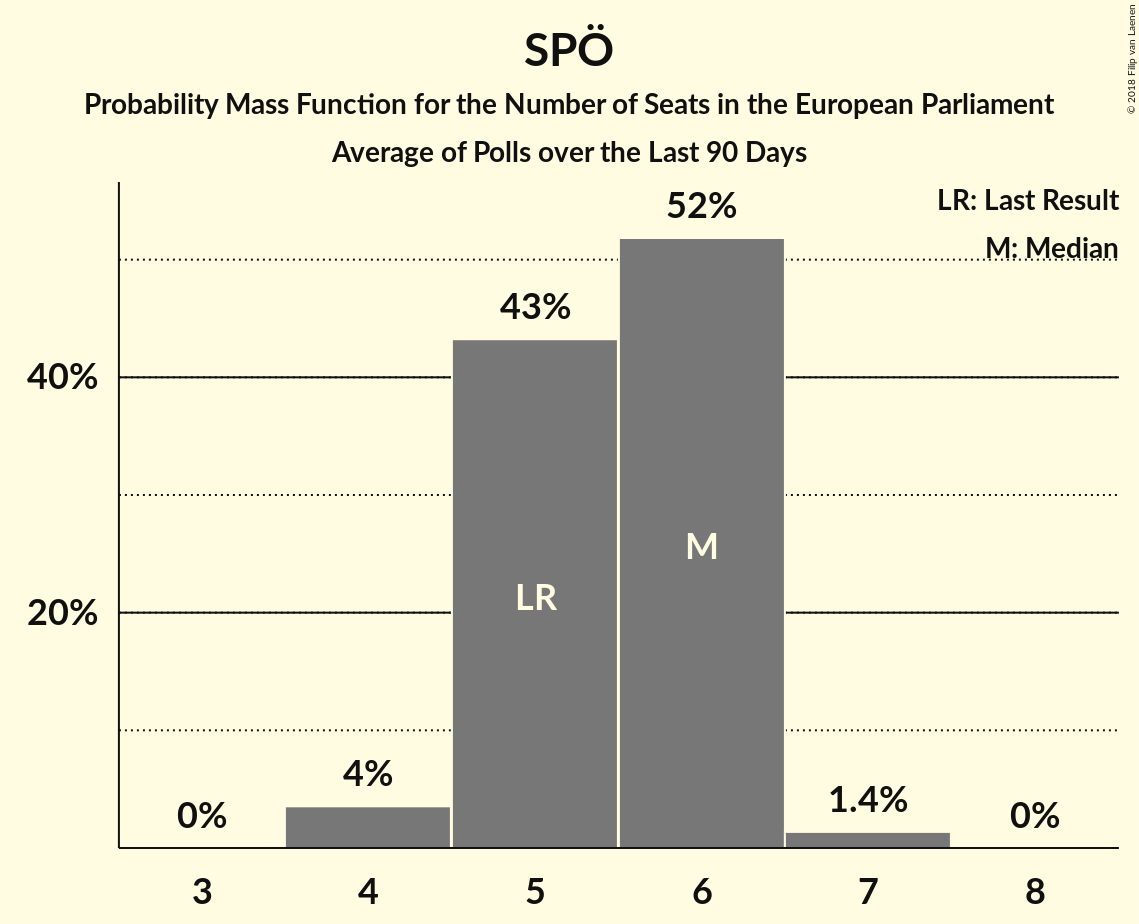 SPÖ
Probability Mass Function for the Number of Seats in the European Parliament
Average of Polls over the Last 90 Days
© 2018 Filip van Laenen
LR: Last Result
M: Median
52%
43%
40%
M
LR
20%
4%
1.4%
0%
0%
3 4 5 6 7 8